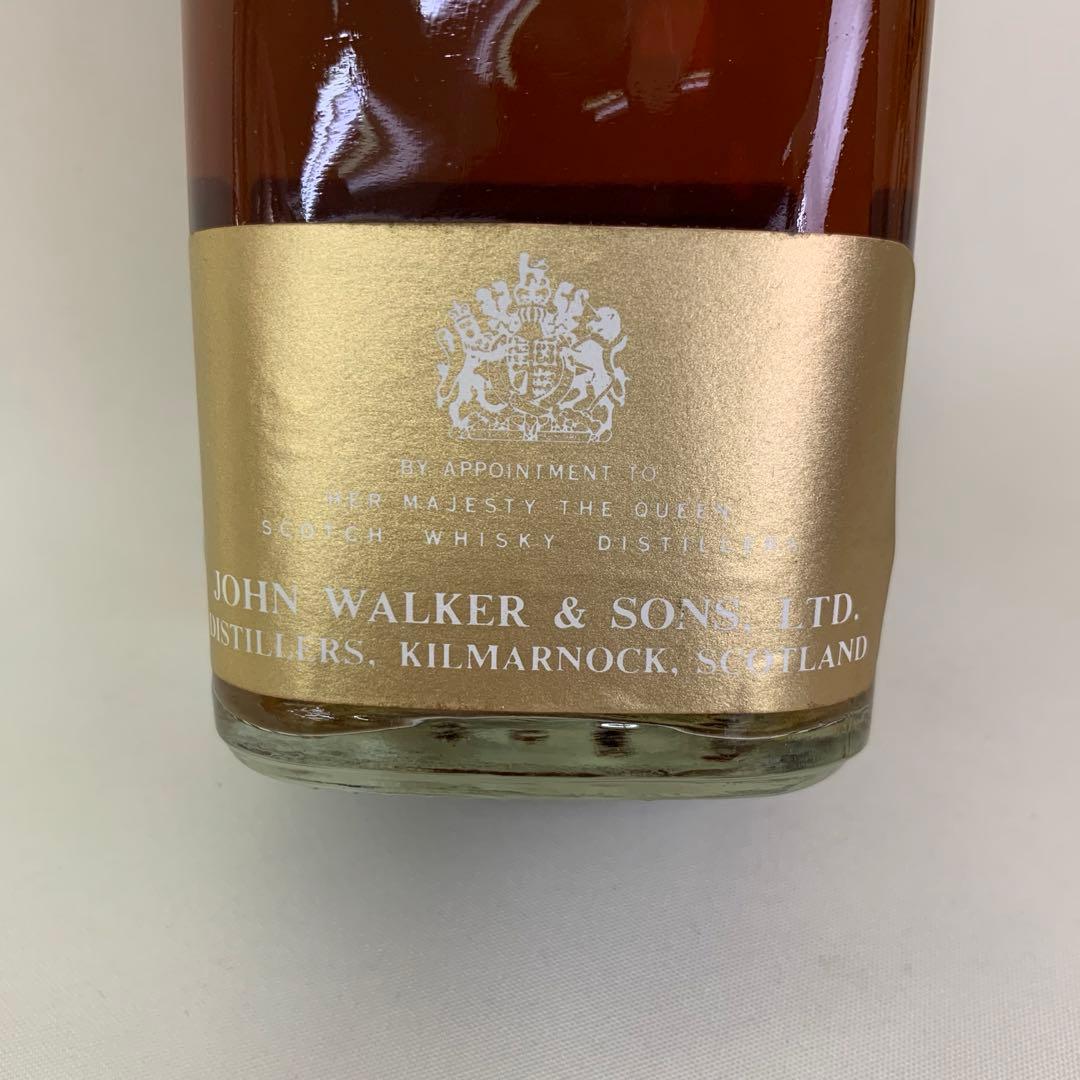 BY APPOINTMENT TO
HER MAJESTY THE QUEEN
SCOTCH WHISKY DISTILLERS
JOHN WALKER & SONS, LTD.
DISTILLERS, KILMARNOCK, SCOTLAND